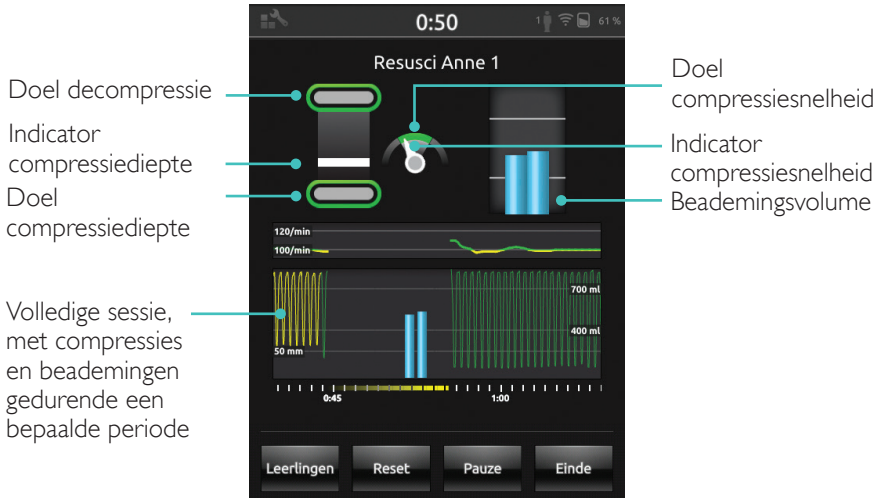 0:50
1
61 %
Resusci Anne 1
Doel decompressie
Indicator
compressiediepte
Doel
compressiediepte
Volledige sessie,
met compressies
en beademingen
gedurende een
bepaalde periode
Doel
compressiesnelheid
Indicator
compressiesnelheid
Beademingsvolume
120/min
100/min
700 ml
400 ml
50 mm
0:45
1:00
Leerlingen
Reset
Pauze
Einde